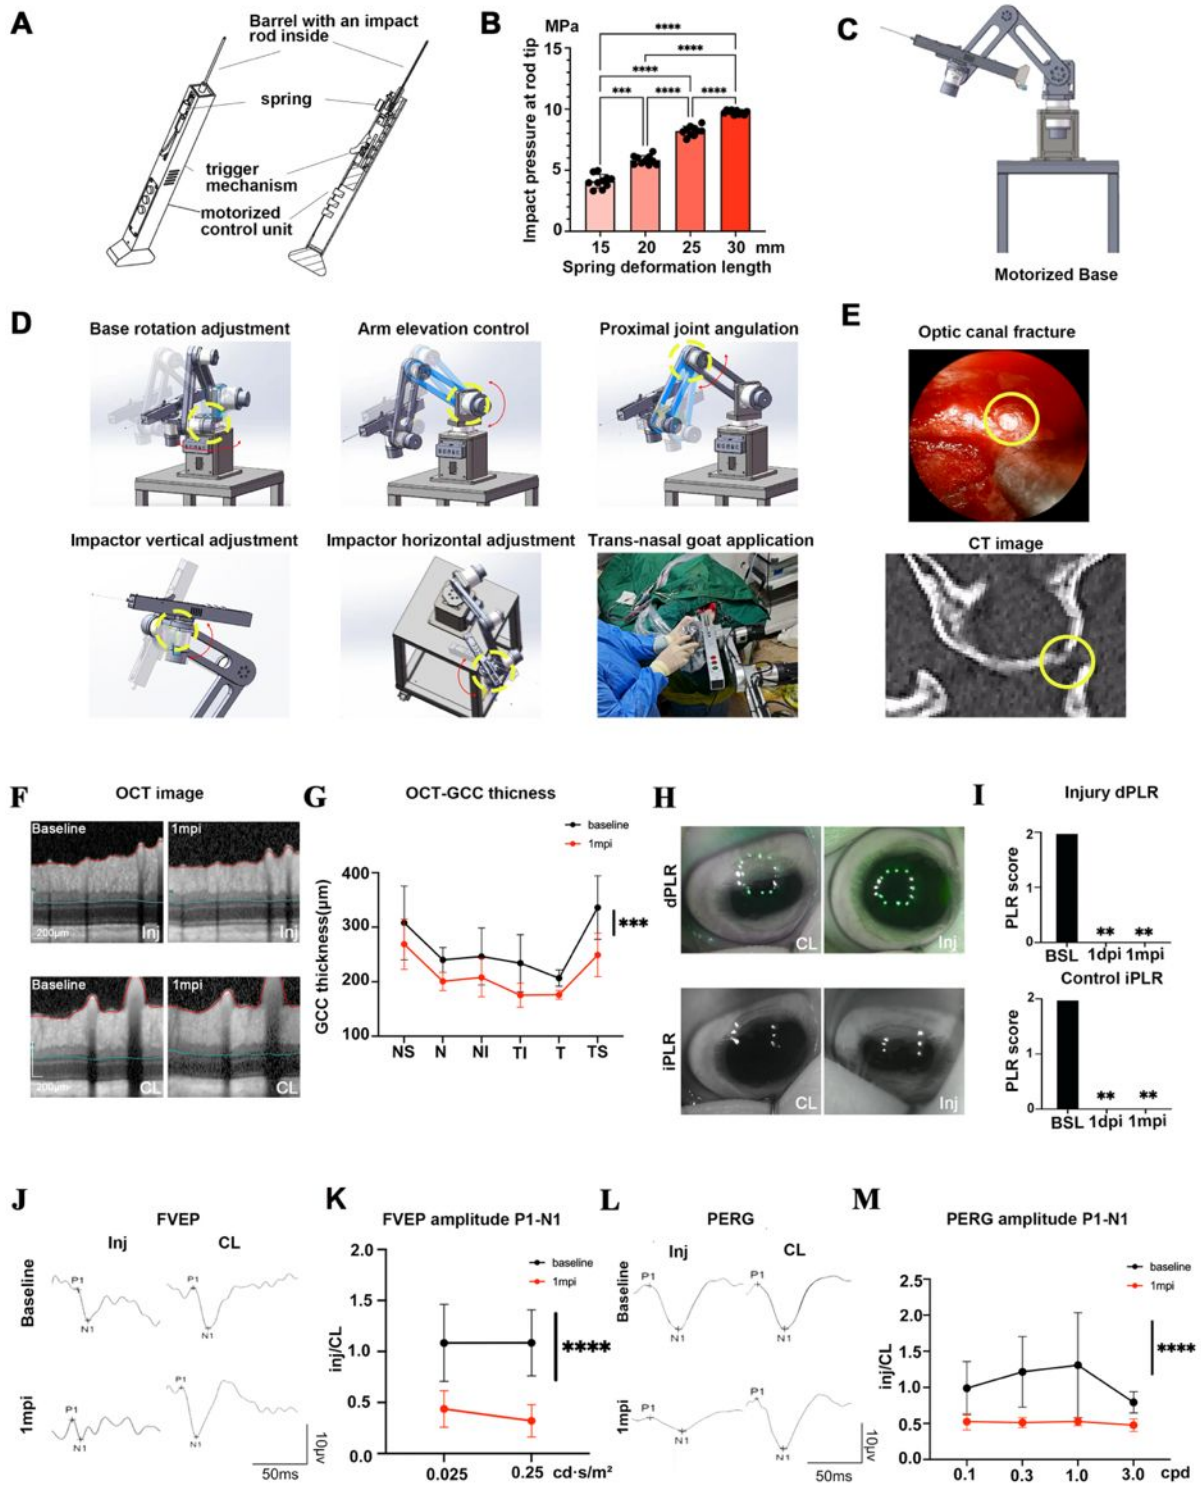 A
Barrel with an impact
rod inside
spring
trigger
mechanism
motorized
control unit
B
MPa
Impact pressure at rod tip
15
10
5
0
****
****
****
*** **** ****
15 20 25 30 mm
Spring deformation length
C
Motorized Base
D
Base rotation adjustment
Arm elevation control
Proximal joint angulation
Impactor vertical adjustment
Impactor horizontal adjustment
Trans-nasal goat application
E
Optic canal fracture
CT image
F
OCT image
Baseline
1mpi
200µm
Inj
Inj
Baseline
1mpi
200µm
CL
CL
G
OCT-GCC thicness
baseline
1mpi
GCC thickness(µm)
400
300
200
100
***
NS N NI TI T TS
H
dPLR
CL
Inj
iPLR
CL
Inj
I
Injury dPLR
PLR score
2
1
0
** **
BSL 1dpi 1mpi
Control iPLR
PLR score
2
1
0
** **
BSL 1dpi 1mpi
J
FVEP
Inj CL
Baseline
P1
N1
P1
N1
1mpi
P1
N1
P1
N1
10µv
50ms
K
FVEP amplitude P1-N1
baseline
1mpi
inj/CL
2.0
1.5
1.0
0.5
0.0
****
0.025 0.25 cd·s/m²
L
PERG
Inj CL
Baseline
P1
N1
P1
N1
1mpi
P1
N1
P1
N1
10µv
50ms
M
PERG amplitude P1-N1
baseline
1mpi
inj/CL
2.5
2.0
1.5
1.0
0.5
0.0
****
0.1 0.3 1.0 3.0 cpd